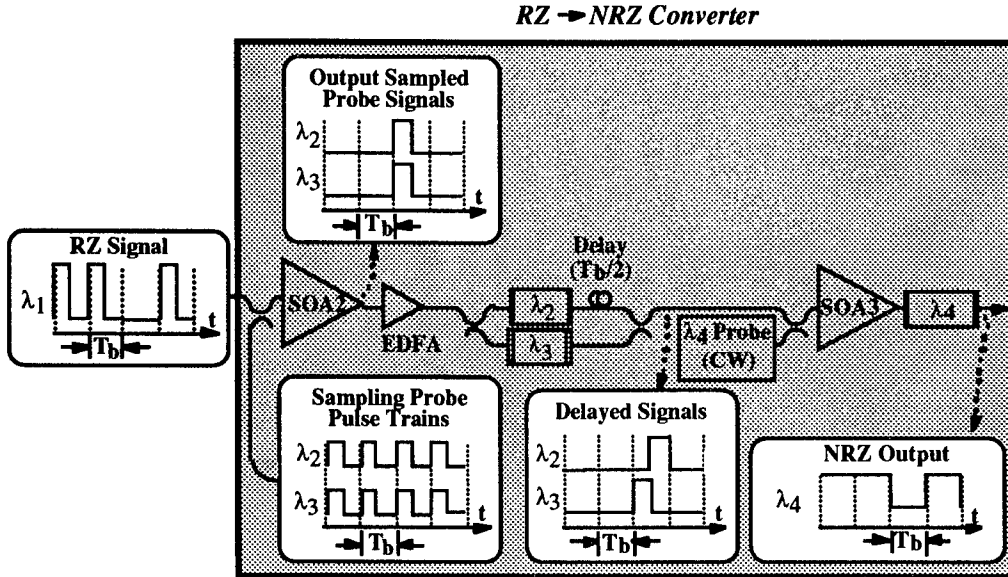 RZ → NRZ Converter
Output Sampled
Probe Signals
λ2
λ3
t
Tb
RZ Signal
λ1
t
Tb
SOA2
EDFA
Delay
(Tb/2)
λ2
λ3
λ4 Probe
(CW)
SOA3
λ4
Sampling Probe
Pulse Trains
λ2
λ3
t
Tb
Delayed Signals
λ2
λ3
t
Tb
NRZ Output
λ4
t
Tb